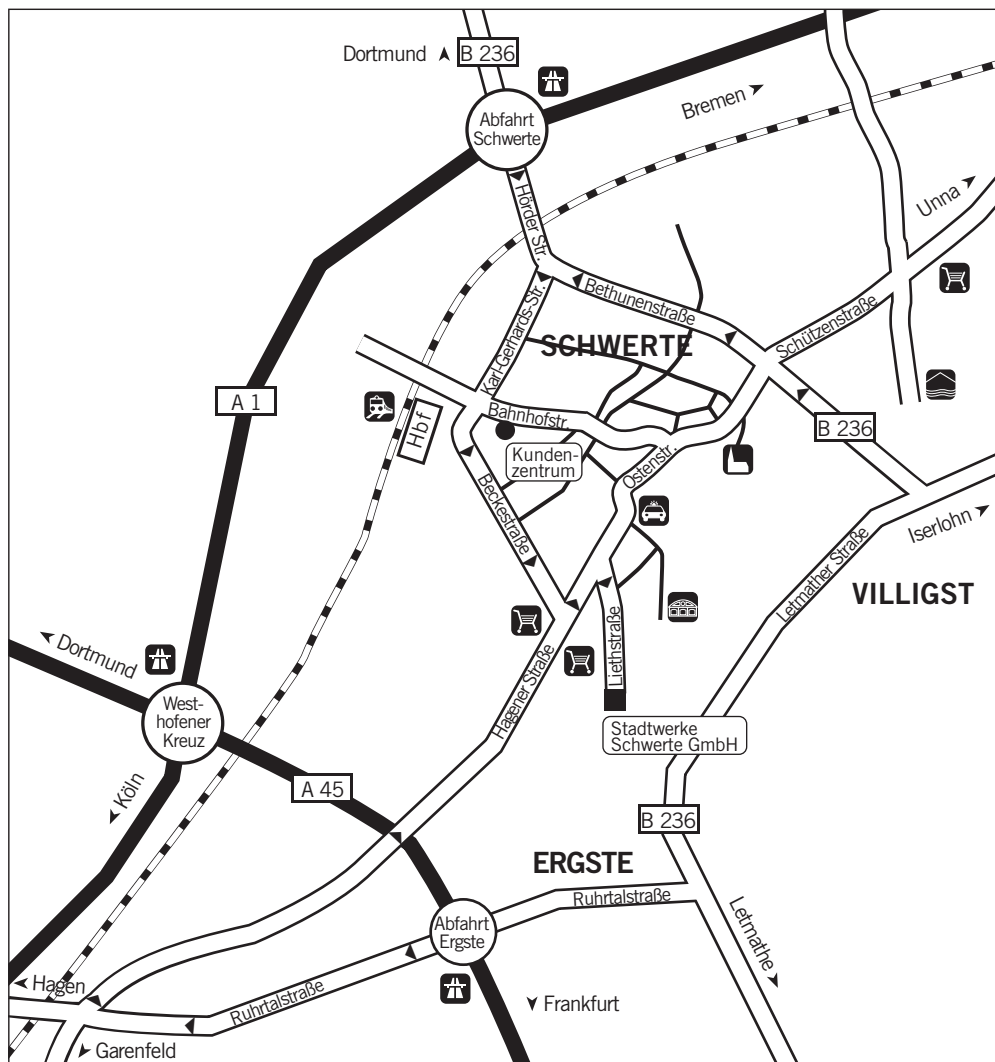 Dortmund
B 236
Abfahrt
Schwerte
Bremen
Hörder Str.
Unna
Bethunenstraße
Karl-Gerhards-Str.
SCHWERTE
Schützenstraße
A 1
Hbf
Bahnhofstr.
B 236
Kunden-
zentrum
Ostenstr.
Beckestraße
Iserlohn
Letmather Straße
VILLIGST
Dortmund
Liethstraße
Hagener Straße
West-
hofener
Kreuz
Stadtwerke
Schwerte GmbH
Köln
A 45
B 236
ERGSTE
Ruhrtalstraße
Letmathe
Abfahrt
Ergste
Hagen
Ruhrtalstraße
Frankfurt
Garenfeld